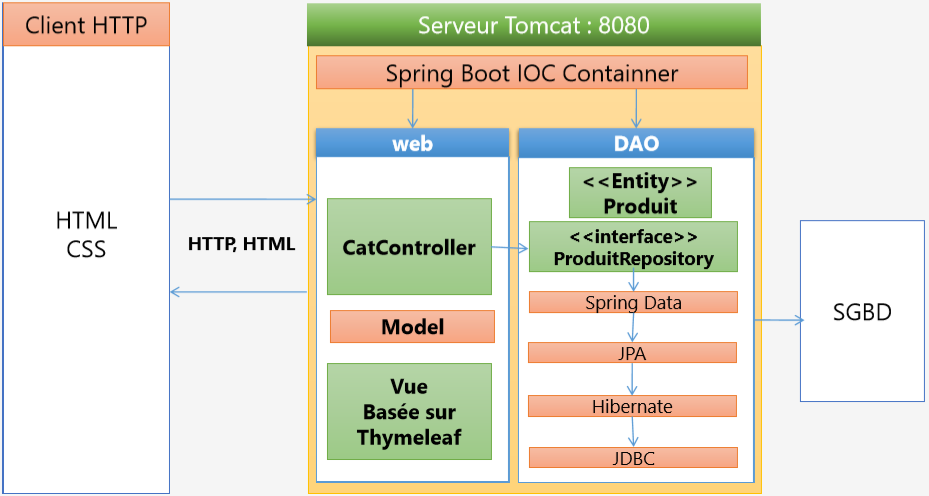 Client HTTP
Serveur Tomcat : 8080
Spring Boot IOC Containner
web
DAO
<<Entity>>
Produit
HTML
CSS
HTTP, HTML
CatController
<<interface>>
ProduitRepository
Spring Data
SGBD
Model
JPA
Vue
Basée sur
Thymeleaf
Hibernate
JDBC